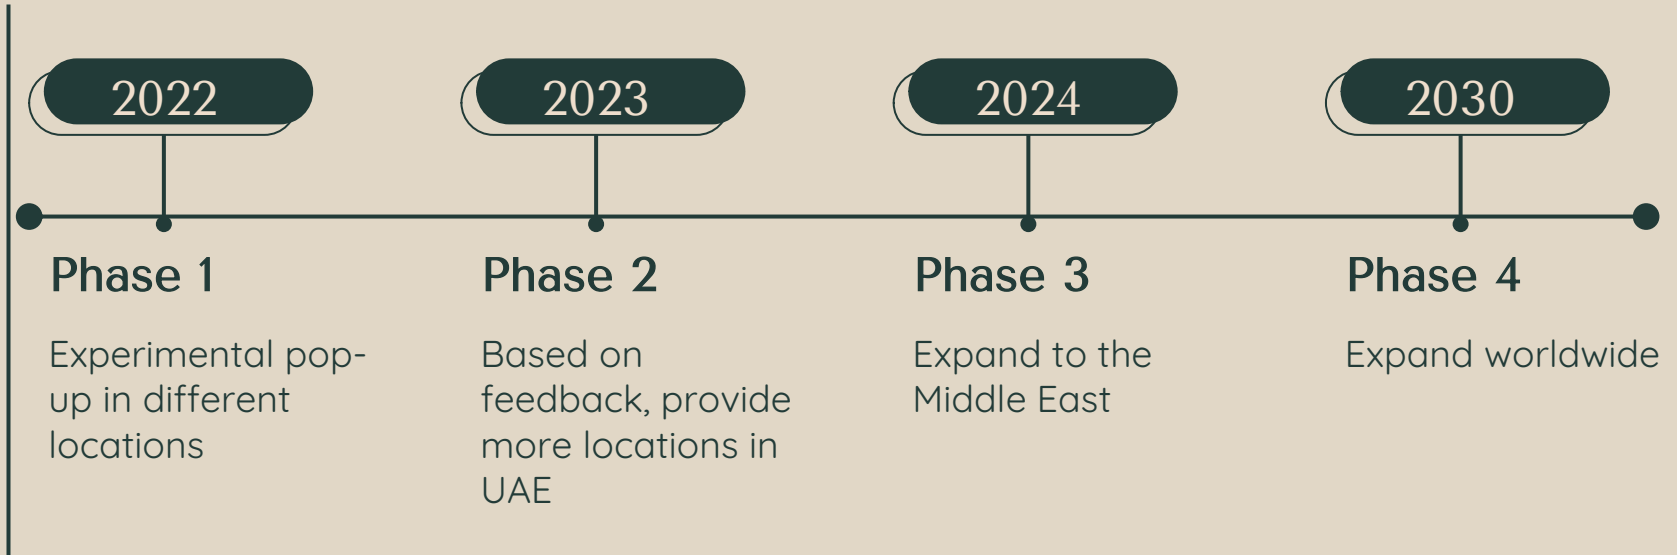 2022
2023
2024
2030
Phase 1
Experimental pop-
up in different
locations
Phase 2
Based on
feedback, provide
more locations in
UAE
Phase 3
Expand to the
Middle East
Phase 4
Expand worldwide